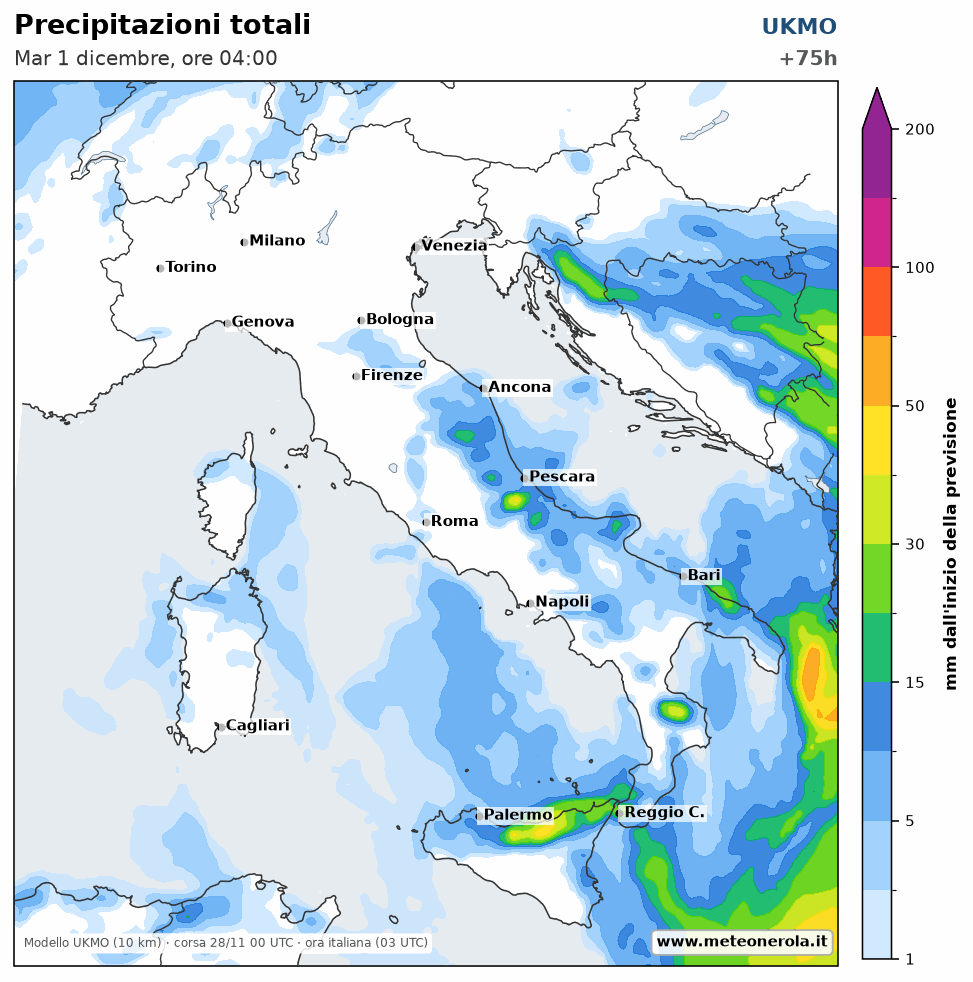 Precipitazioni totali
UKMO
Mar 1 dicembre, ore 04:00
+75h
200
100
50
30
15
5
1
mm dall'inizio della previsione
Milano
Venezia
Torino
Genova
Bologna
Firenze
Ancona
Pescara
Roma
Bari
Napoli
Cagliari
Palermo
Reggio C.
Modello UKMO (10 km) · corsa 28/11 00 UTC · ora italiana (03 UTC)
www.meteonerola.it